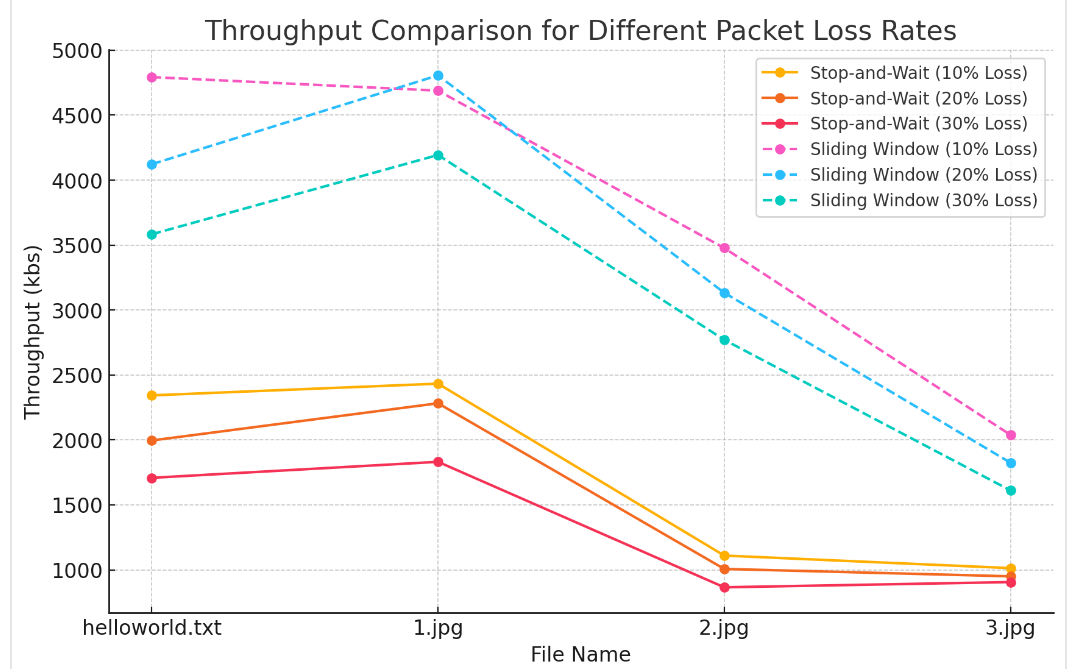 Throughput Comparison for Different Packet Loss Rates
5000
4500
4000
3500
3000
2500
2000
1500
1000
Throughput (kbs)
Stop-and-Wait (10% Loss)
Stop-and-Wait (20% Loss)
Stop-and-Wait (30% Loss)
Sliding Window (10% Loss)
Sliding Window (20% Loss)
Sliding Window (30% Loss)
helloworld.txt 1.jpg 2.jpg 3.jpg
File Name